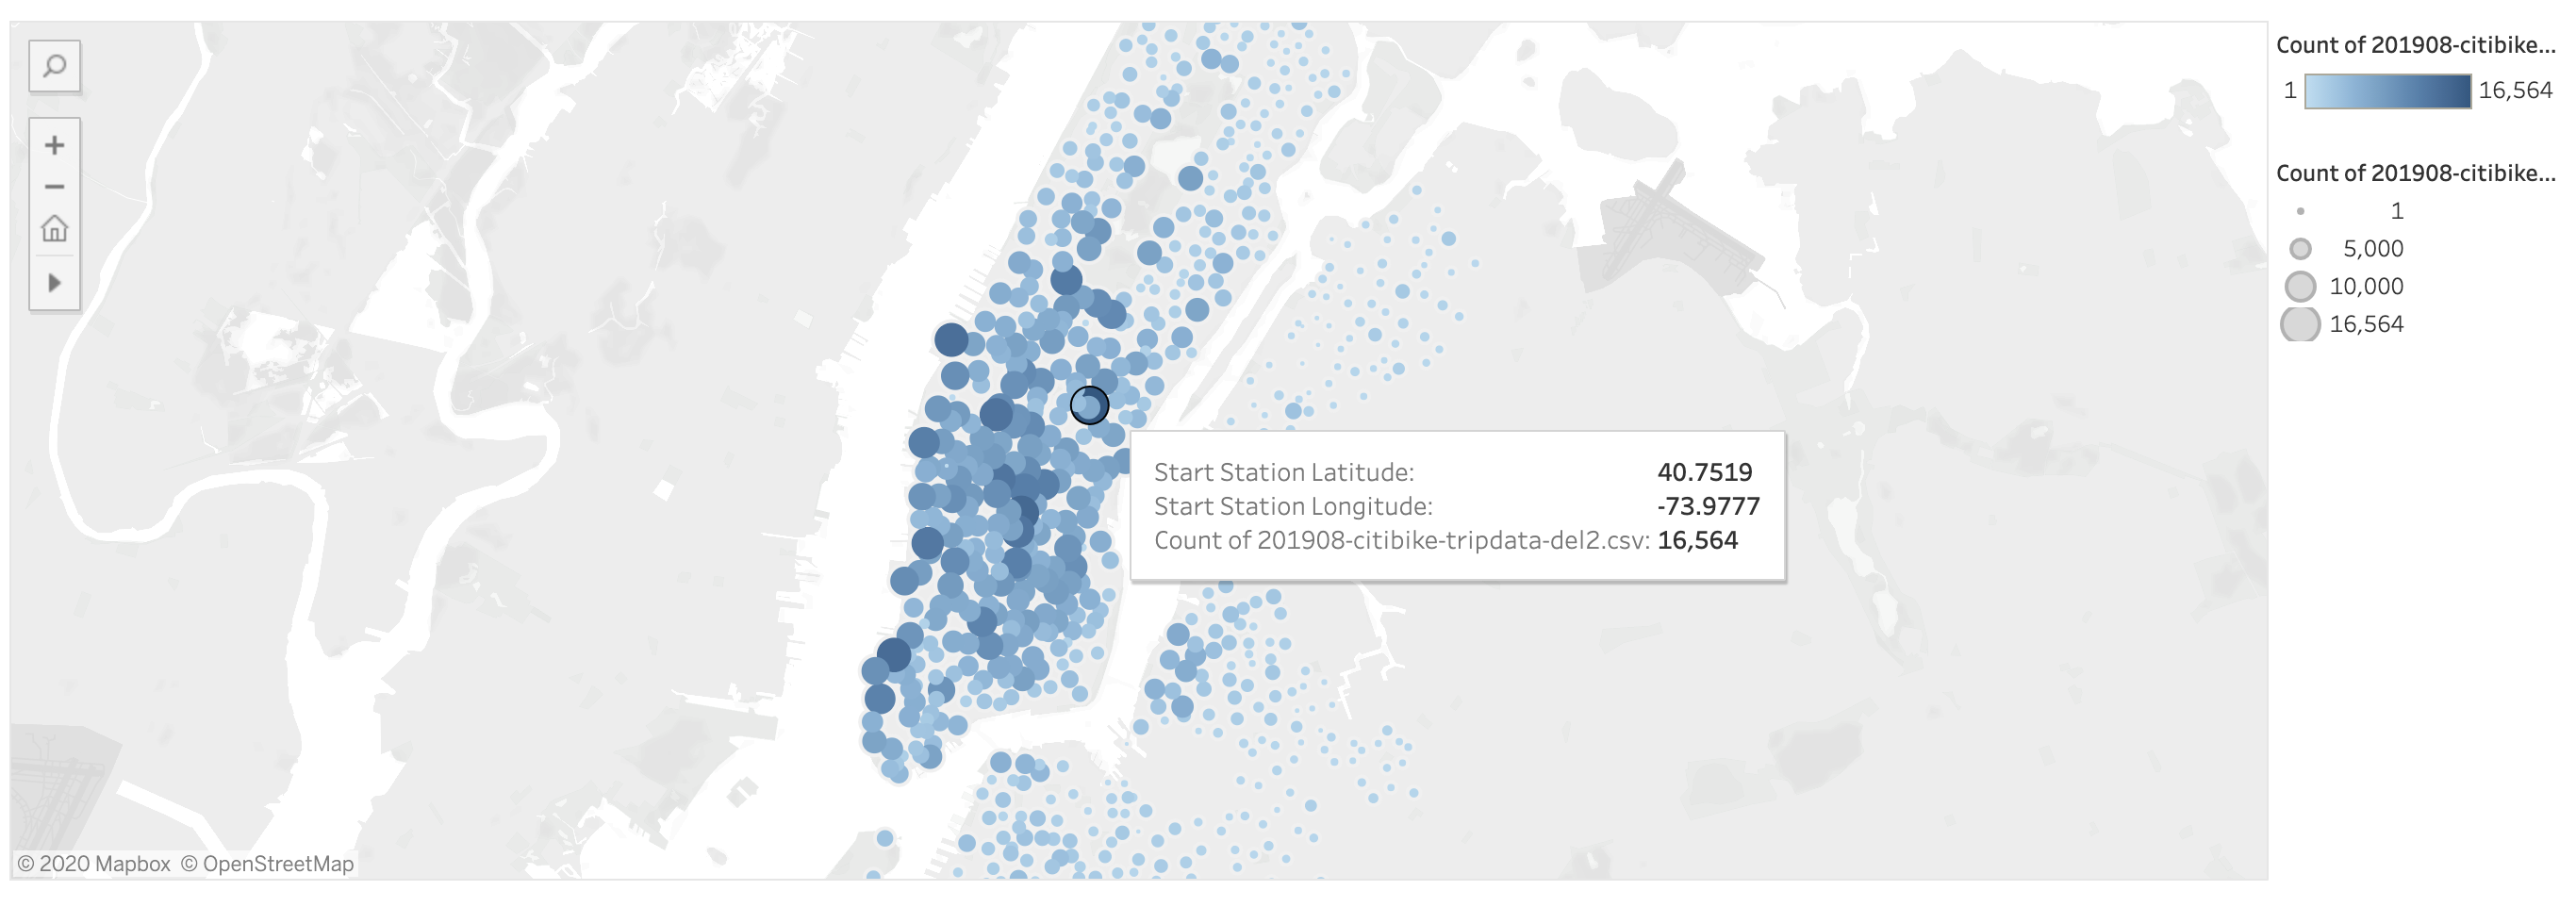 Count of 201908-citibike...
1 16,564
Count of 201908-citibike...
1
5,000
10,000
16,564
Start Station Latitude: 40.7519
Start Station Longitude: -73.9777
Count of 201908-citibike-tripdata-del2.csv: 16,564
© 2020 Mapbox © OpenStreetMap